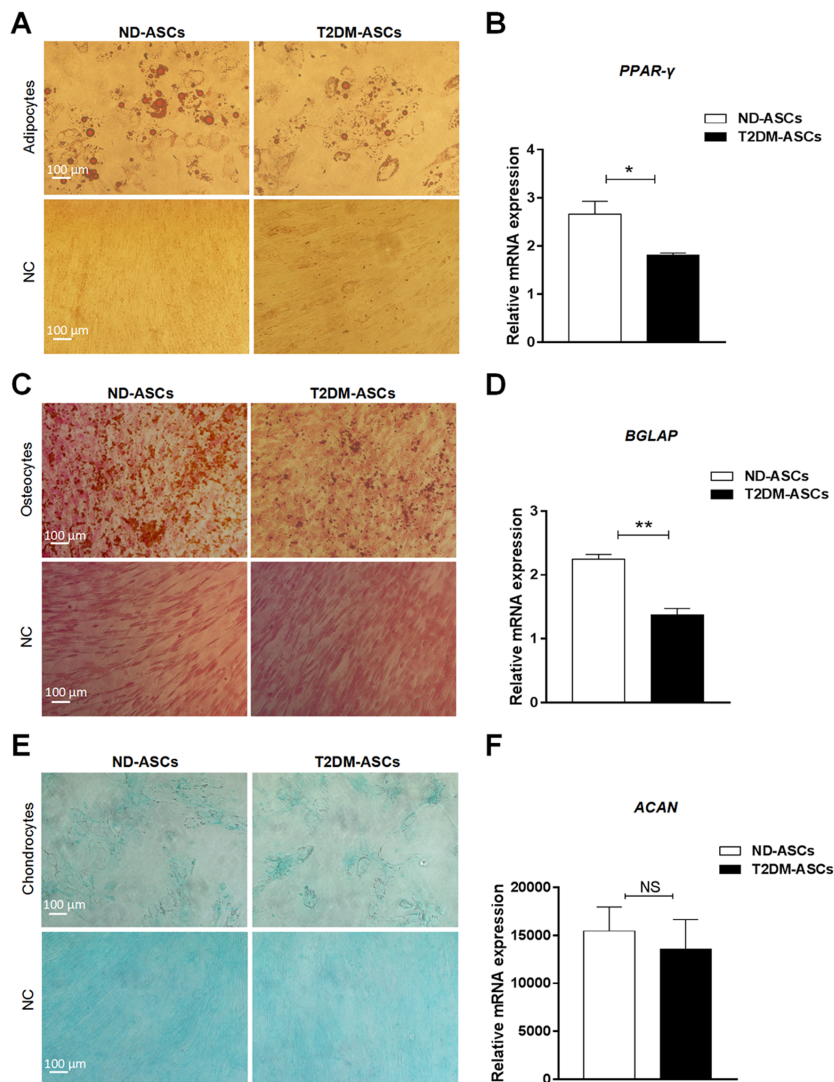 A
ND-ASCs
T2DM-ASCs
Adipocytes
100 μm
NC
100 μm
B
PPAR-γ
ND-ASCs
T2DM-ASCs
Relative mRNA expression
4
3
2
1
0
*
C
ND-ASCs
T2DM-ASCs
Osteocytes
100 μm
NC
100 μm
D
BGLAP
ND-ASCs
T2DM-ASCs
Relative mRNA expression
3
2
1
0
**
E
ND-ASCs
T2DM-ASCs
Chondrocytes
100 μm
NC
100 μm
F
ACAN
ND-ASCs
T2DM-ASCs
Relative mRNA expression
20000
15000
10000
5000
0
NS